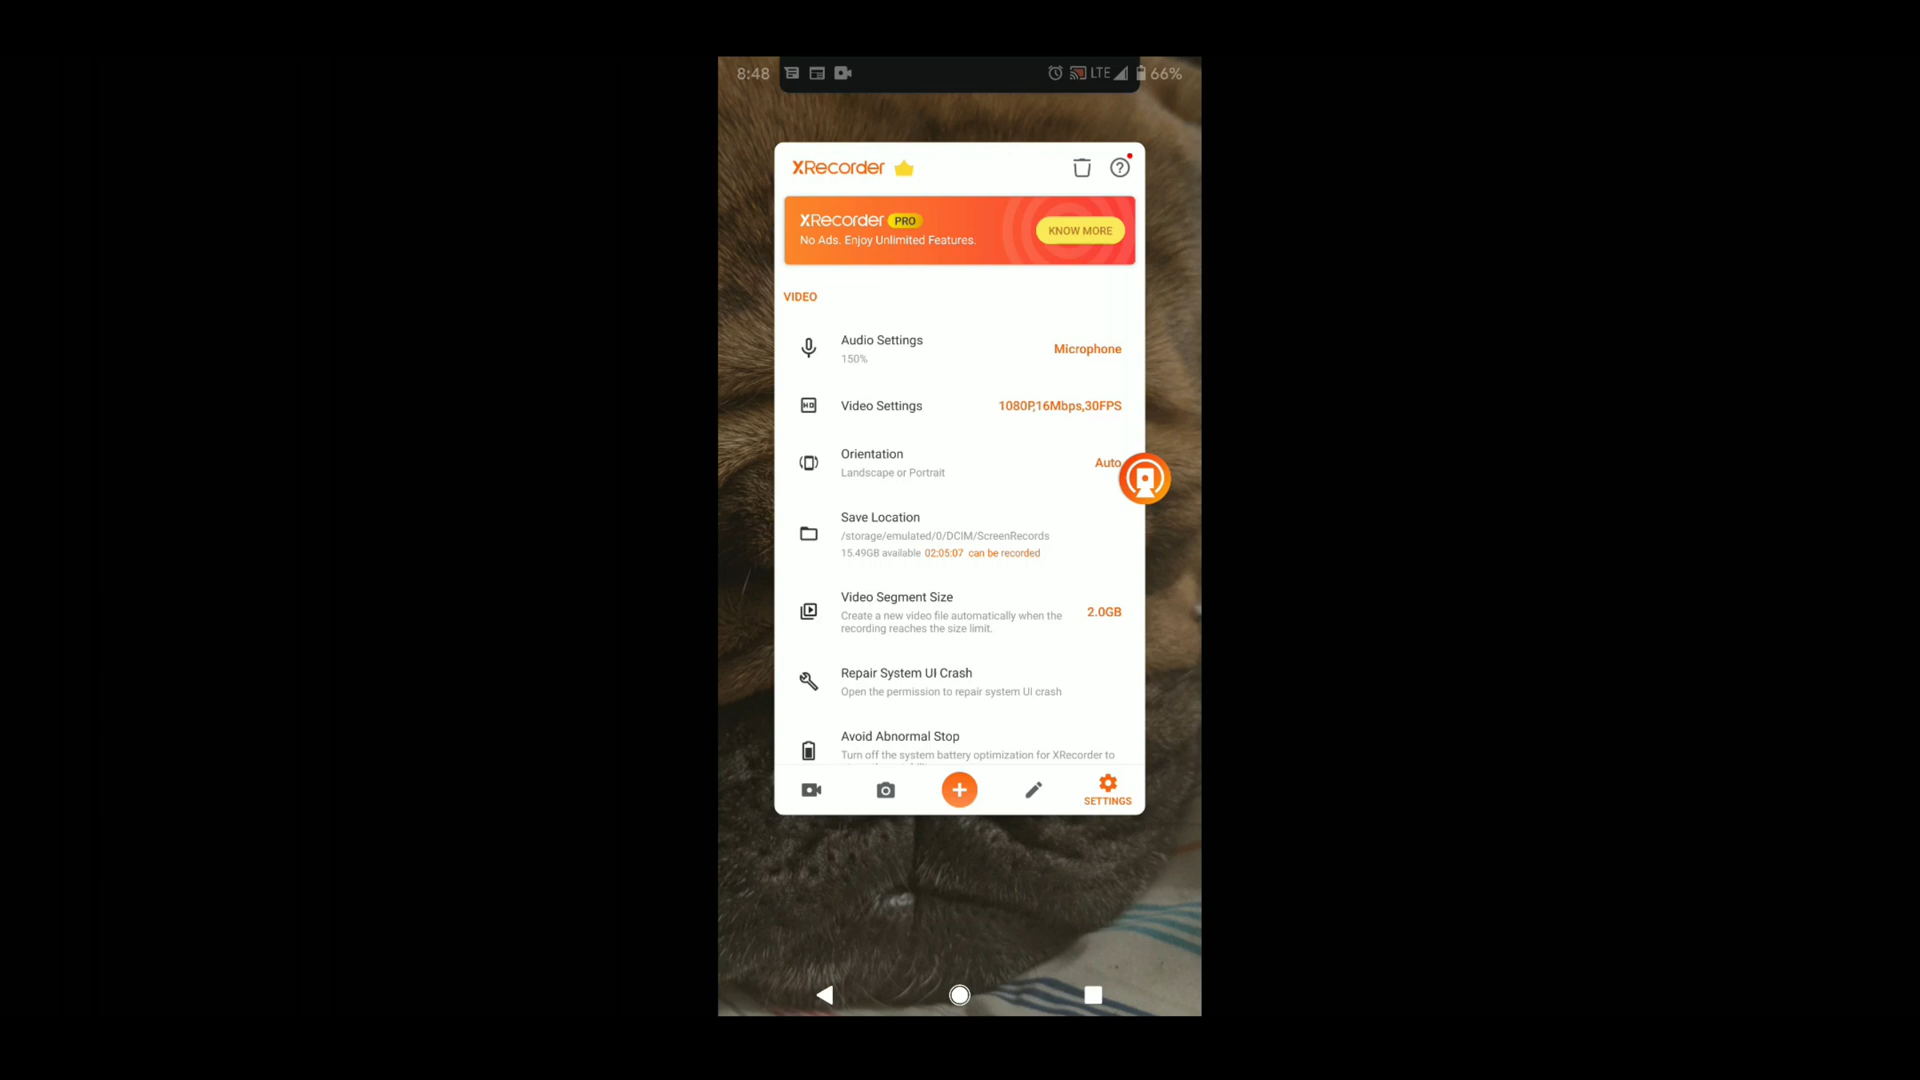 8:48 LTE 66%
XRecorder
XRecorder PRO
No Ads. Enjoy Unlimited Features.
KNOW MORE
VIDEO
Audio Settings
150%
Microphone
Video Settings
1080P,16Mbps,30FPS
Orientation
Landscape or Portrait
Auto
Save Location
/storage/emulated/0/DCIM/ScreenRecords
15.49GB available 02:05:07 can be recorded
Video Segment Size
Create a new video file automatically when the
recording reaches the size limit.
2.0GB
Repair System UI Crash
Open the permission to repair system UI crash
Avoid Abnormal Stop
Turn off the system battery optimization for XRecorder to
SETTINGS